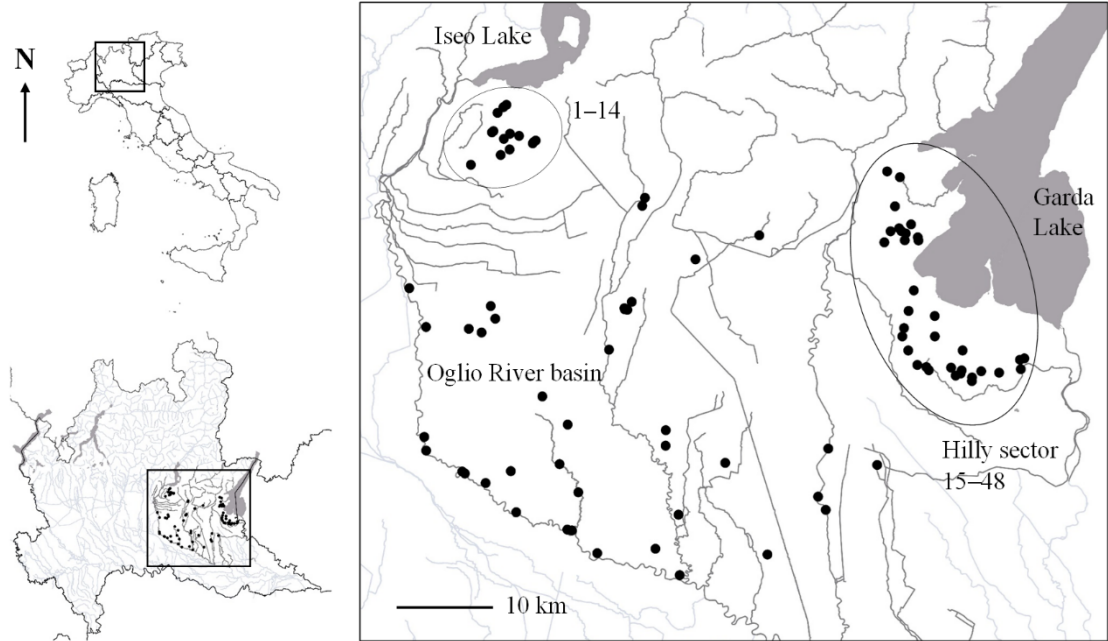 N
Iseo Lake
1–14
Garda
Lake
Oglio River basin
Hilly sector
15–48
10 km